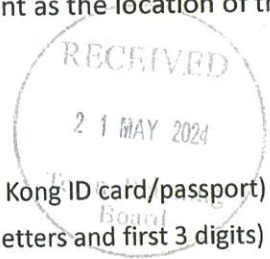 nt as the location of th
RECEIVED
2 1 MAY 2024
Kong ID card/passport)
Board
etters and first 3 digits)